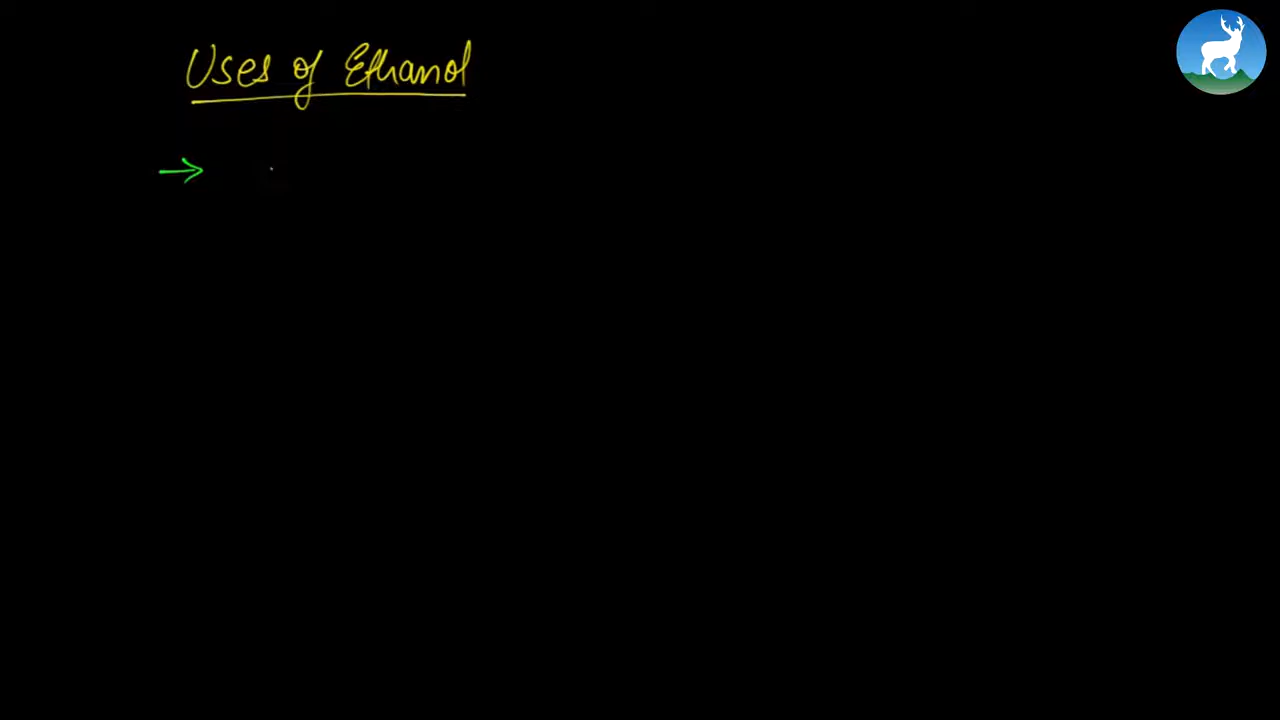 Uses of Ethanol
→